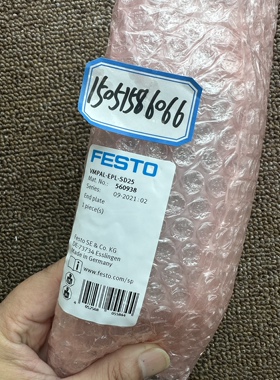 15051586066
FESTO
VMPAL-EPL-SD25
Mat. No.: 560938
Series: 09-2021:02
End plate
1 piece(s)
Festo SE & Co. KG
DE-73734 Esslingen
Made in Germany
www.festo.com/sp